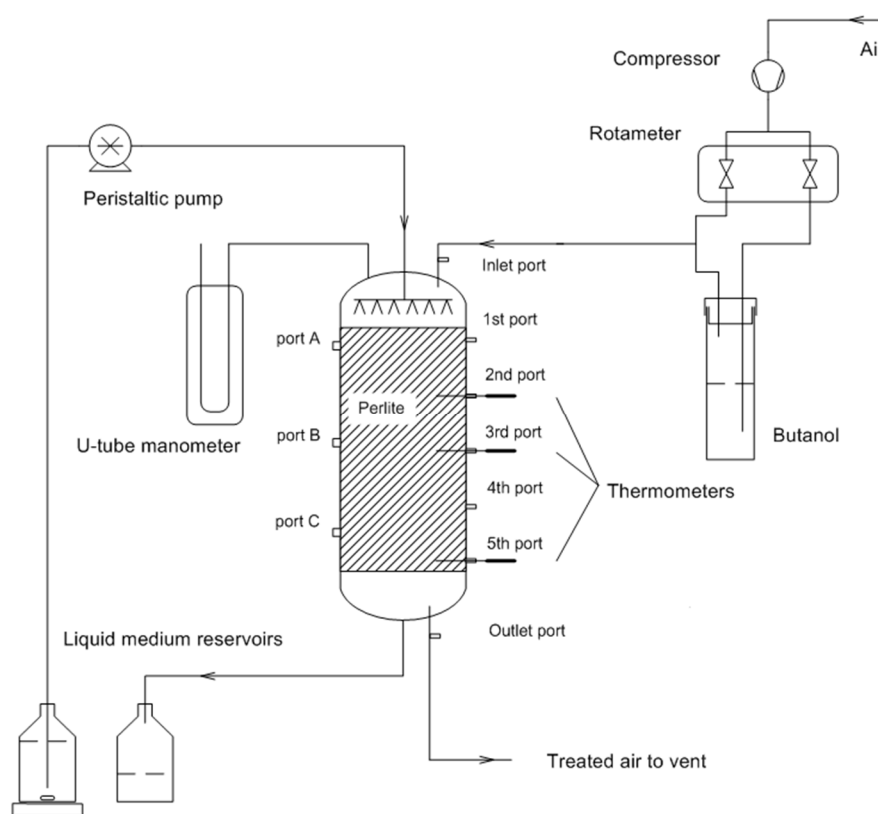 Ai
Compressor
Rotameter
Peristaltic pump
Inlet port
1st port
port A
2nd port
Perlite
3rd port
port B
Butanol
U-tube manometer
4th port
Thermometers
port C
5th port
Outlet port
Liquid medium reservoirs
Treated air to vent